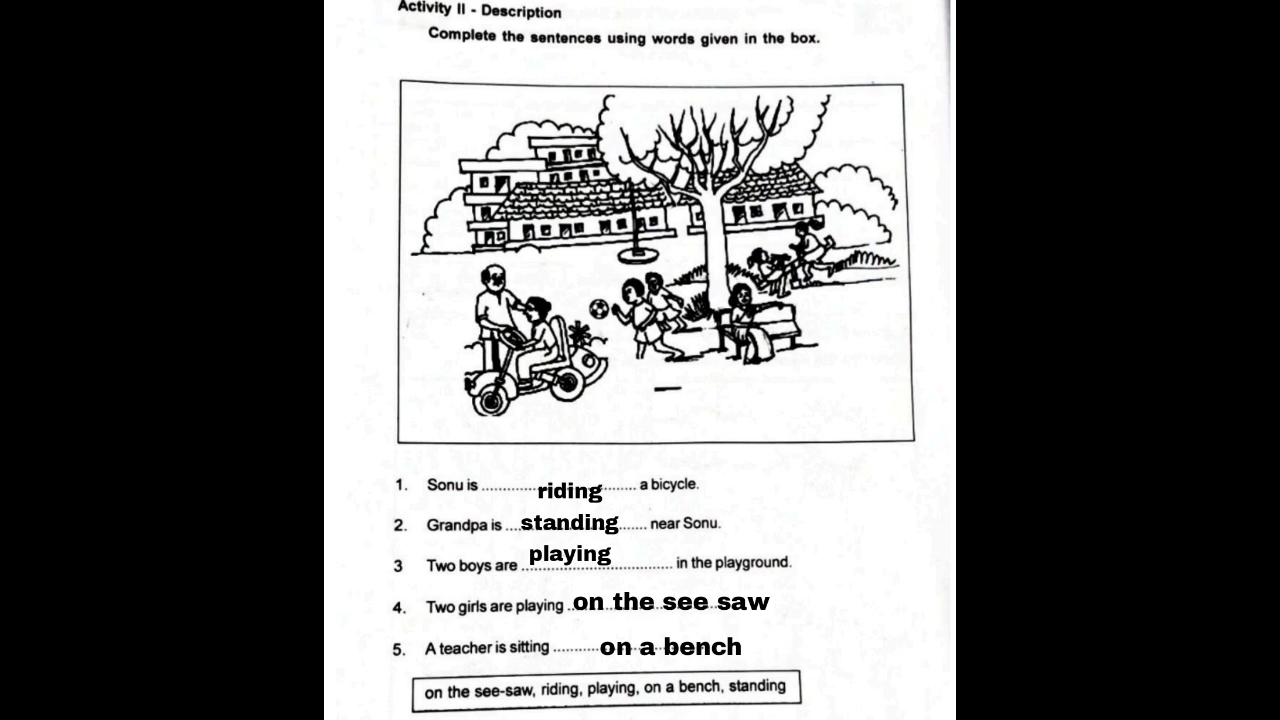 Activity II - Description
Complete the sentences using words given in the box.
1. Sonu is .............riding........ a bicycle.
2. Grandpa is ....standing....... near Sonu.
3 Two boys are playing in the playground.
4. Two girls are playing ..on the see saw
5. A teacher is sitting ...........on a bench
on the see-saw, riding, playing, on a bench, standing